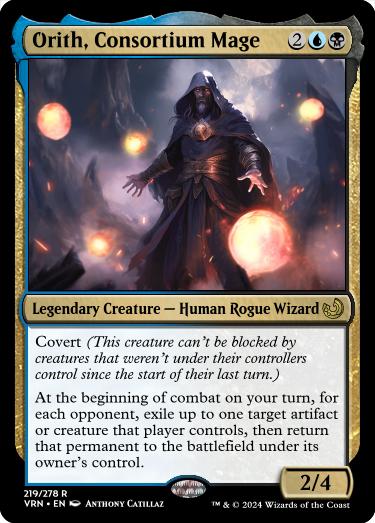 Orith, Consortium Mage 2
Legendary Creature — Human Rogue Wizard
Covert (This creature can't be blocked by
creatures that weren't under their controllers
control since the start of their last turn.)
At the beginning of combat on your turn, for
each opponent, exile up to one target artifact
or creature that player controls, then return
that permanent to the battlefield under its
owner's control.
2/4
219/278 R
VRN • EN Anthony Catillaz ™ & © 2024 Wizards of the Coast